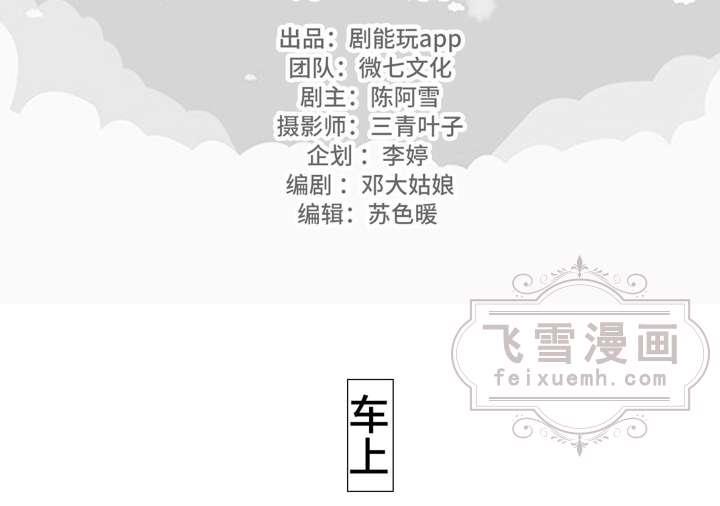 出品：剧能玩app
团队：微七文化
剧主：陈阿雪
摄影师：三青叶子
企划 ：李婷
编剧 ：邓大姑娘
编辑：苏色暖
飞雪漫画
feixuemh.com
车上